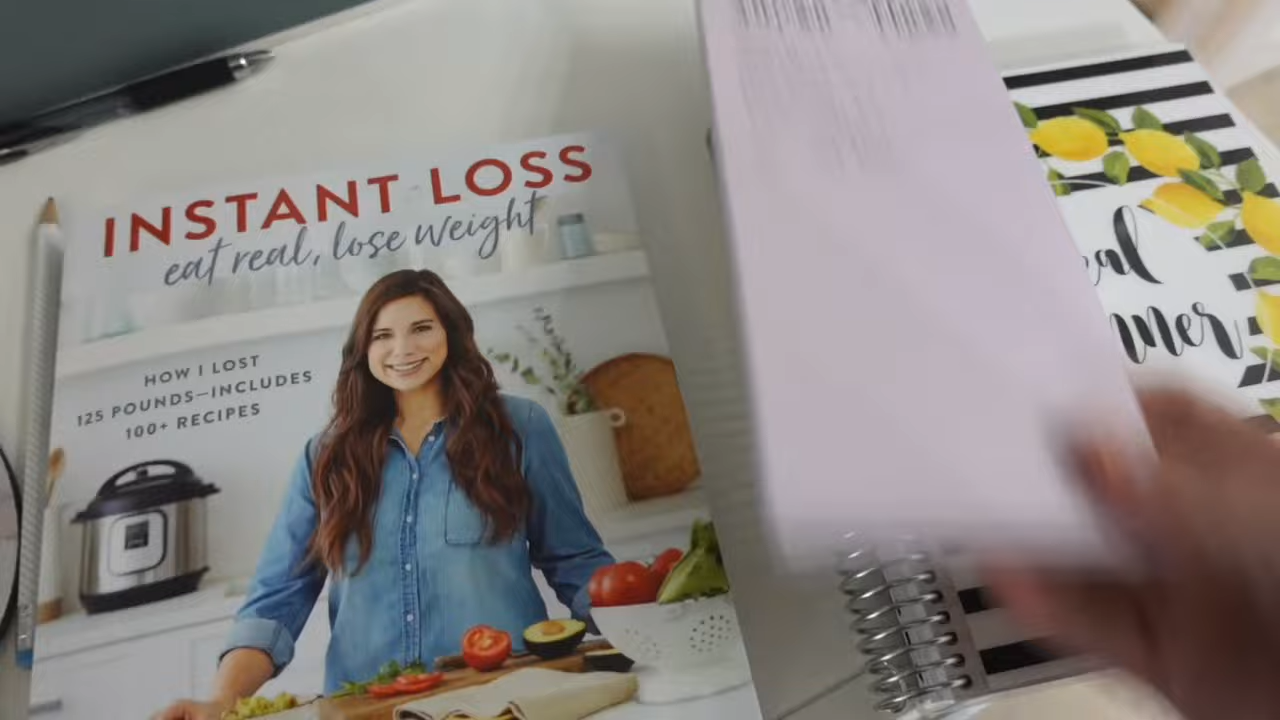 INSTANT LOSS
eat real, lose weight
HOW I LOST
125 POUNDS—INCLUDES
100+ RECIPES